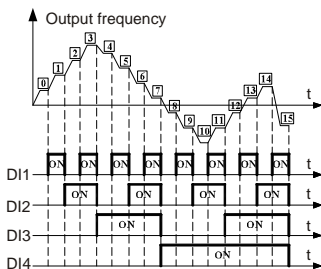 Output frequency
3
2 4
1 5
0 6 13 14
7 12 t
8
9 11 15
10
t
DI1 ON ON ON ON ON ON ON ON
t
DI2 ON ON ON ON
t
DI3 ON ON
t
DI4 ON